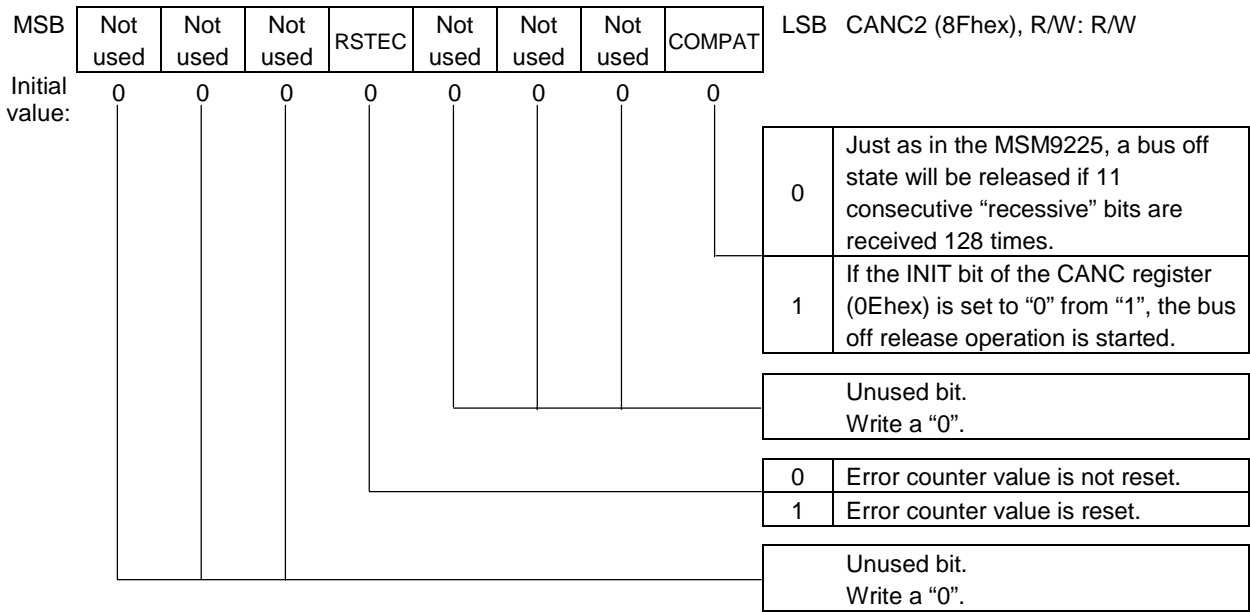 MSB Not used Not used Not used RSTEC Not used Not used Not used COMPAT LSB CANC2 (8Fhex), R/W: R/W
Initial value: 0 0 0 0 0 0 0 0
0 Just as in the MSM9225, a bus off
state will be released if 11
consecutive “recessive” bits are
received 128 times.
1 If the INIT bit of the CANC register
(0Ehex) is set to “0” from “1”, the bus
off release operation is started.
Unused bit.
Write a “0”.
0 Error counter value is not reset.
1 Error counter value is reset.
Unused bit.
Write a “0”.